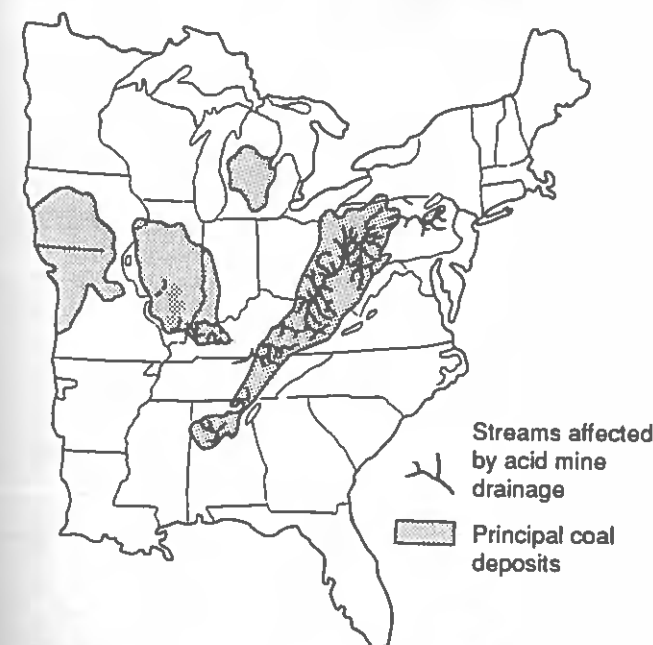 Streams affected
by acid mine
drainage
Principal coal
deposits